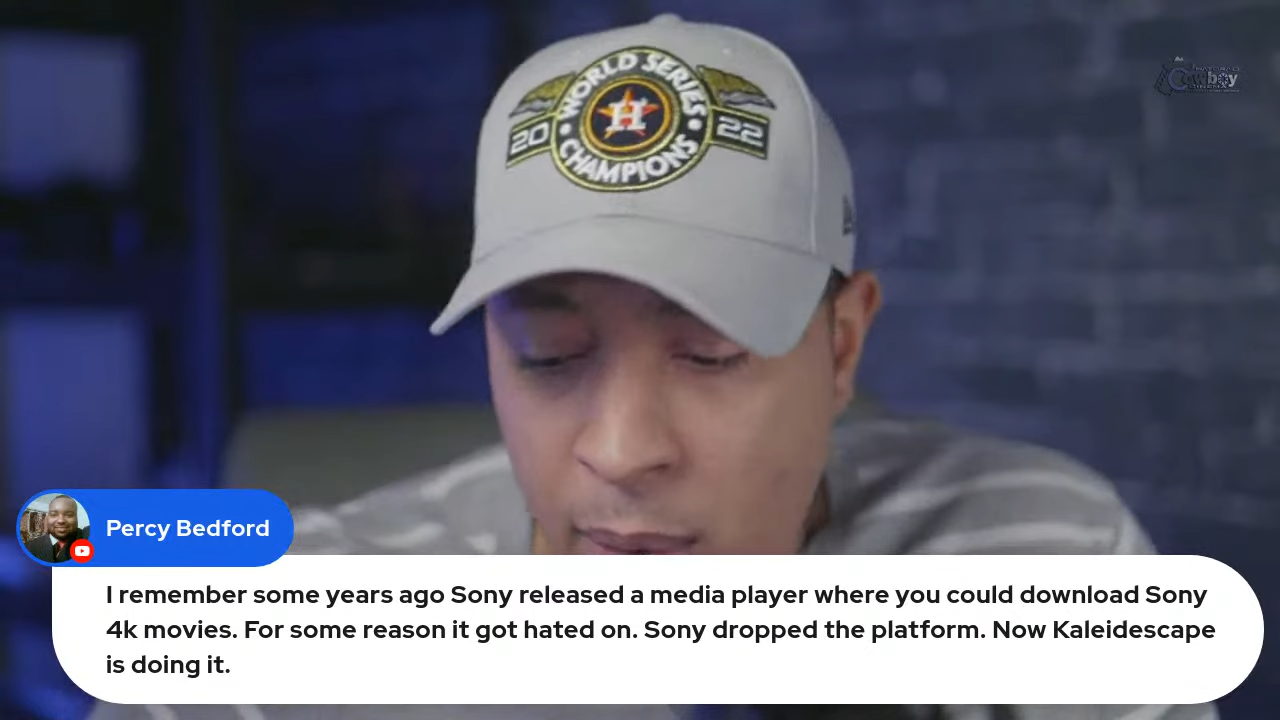 WORLD SERIES
20 H 22
CHAMPIONS
Cowboy
Percy Bedford
I remember some years ago Sony released a media player where you could download Sony
4k movies. For some reason it got hated on. Sony dropped the platform. Now Kaleidescape
is doing it.